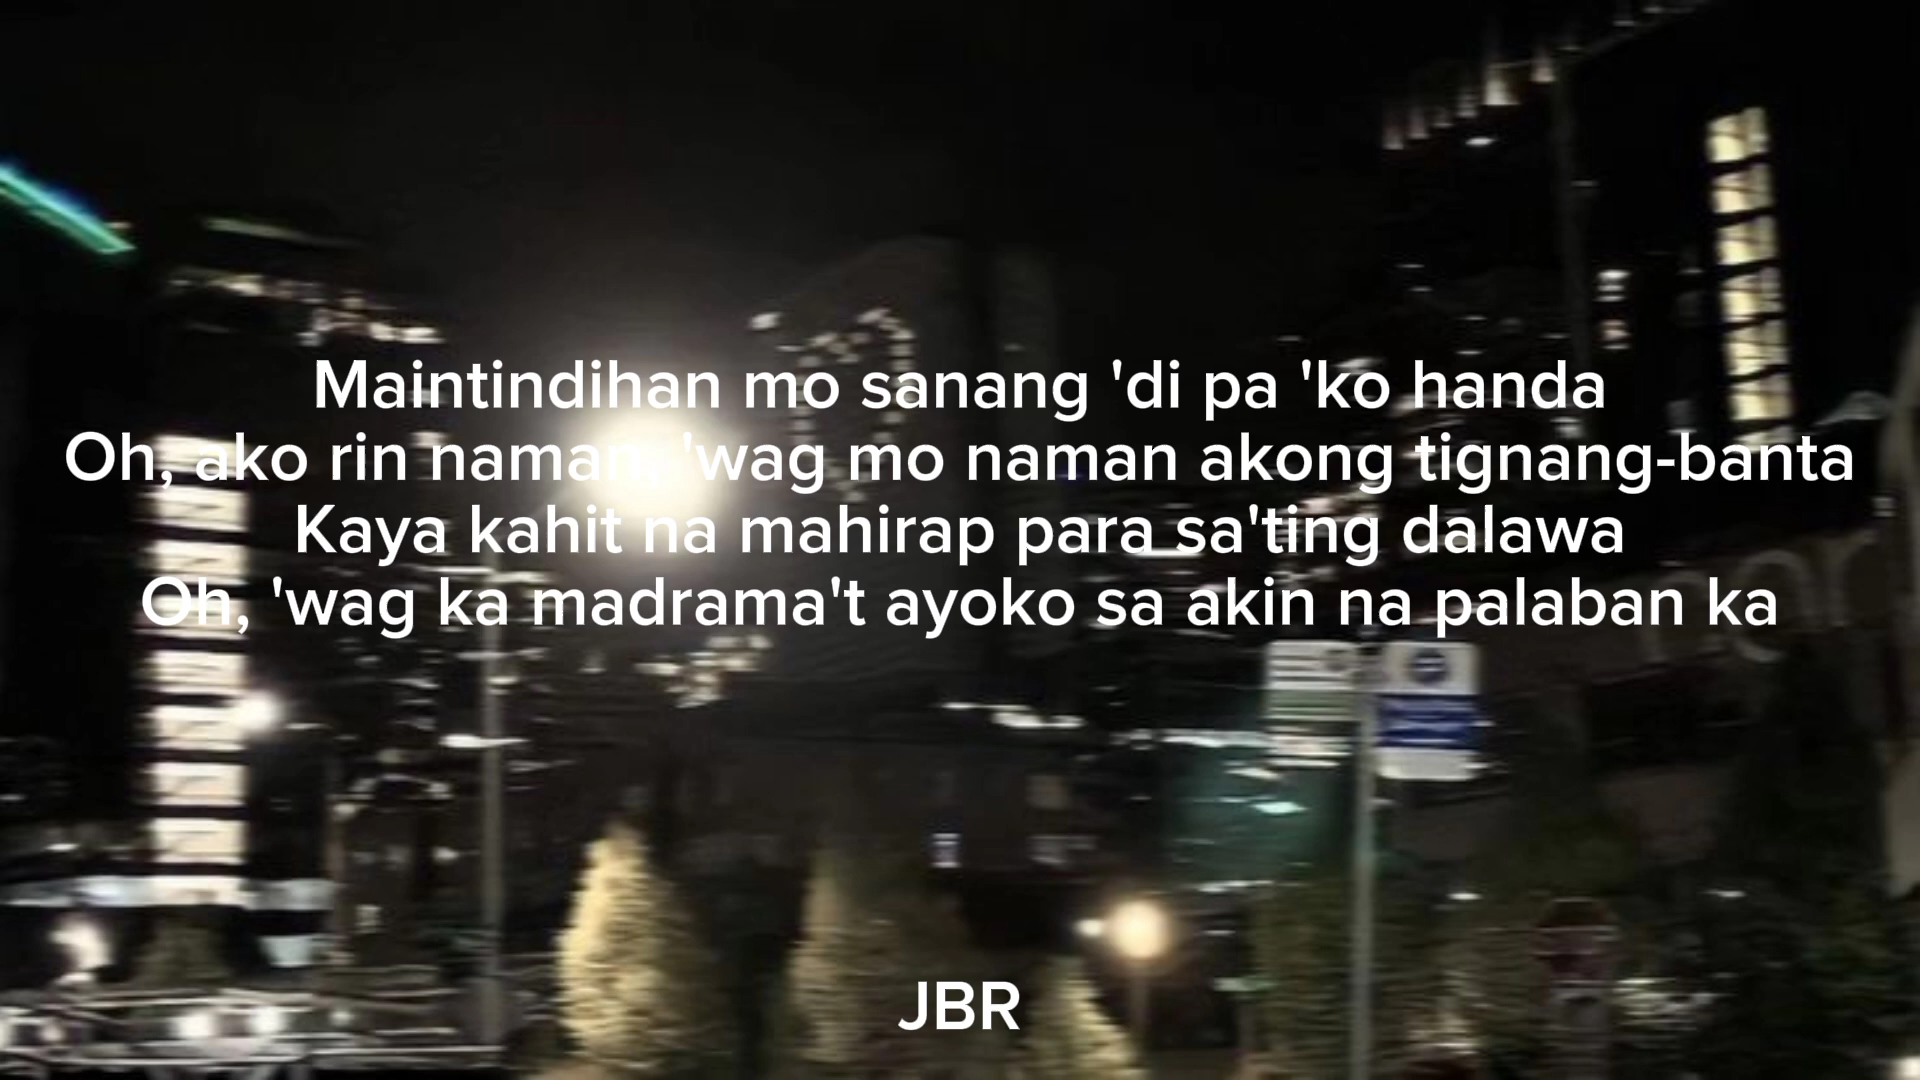 Maintindihan mo sanang 'di pa 'ko handa
Oh, ako rin naman, 'wag mo naman akong tignang-banta
Kaya kahit na mahirap para sa'ting dalawa
Oh, 'wag ka madrama't ayoko sa akin na palaban ka
JBR